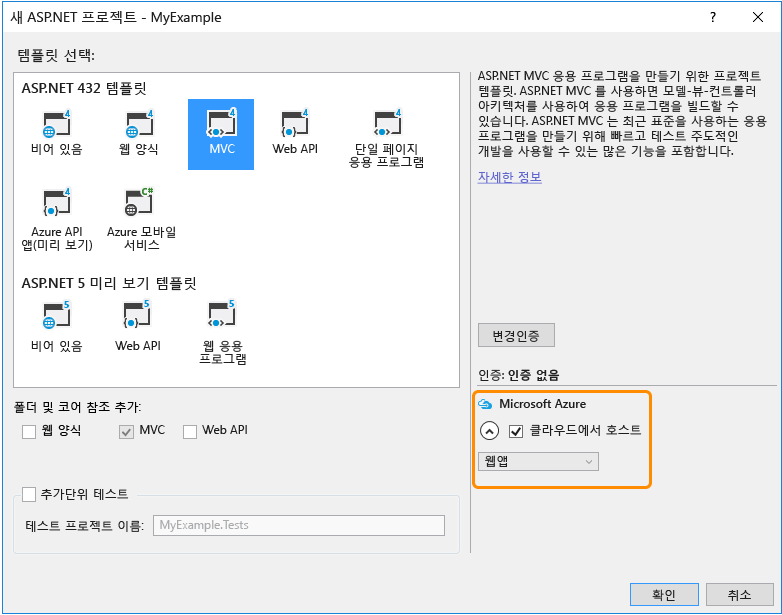 새 ASP.NET 프로젝트 - MyExample
?
템플릿 선택:
ASP.NET 432 템플릿
4
4
4
4
4
비어 있음
웹 양식
MVC
Web API
단일 페이지
응용 프로그램
4
C#
Azure API
앱(미리 보기)
Azure 모바일
서비스
ASP.NET 5 미리 보기 템플릿
5
5
5
비어 있음
Web API
웹 응용
프로그램
ASP.NET MVC 응용 프로그램을 만들기 위한 프로젝트
템플릿. ASP.NET MVC 를 사용하면 모델-뷰-컨트롤러
아키텍처를 사용하여 응용 프로그램을 빌드할 수
있습니다. ASP.NET MVC 는 최근 표준을 사용하는 응용
프로그램을 만들기 위해 빠르고 테스트 주도적인
개발을 사용할 수 있는 많은 기능을 포함합니다.
자세한 정보
변경인증
인증: 인증 없음
Microsoft Azure
클라우드에서 호스트
웹앱
폴더 및 코어 참조 추가:
웹 양식
MVC
Web API
추가단위 테스트
테스트 프로젝트 이름:
MyExample.Tests
확인
취소